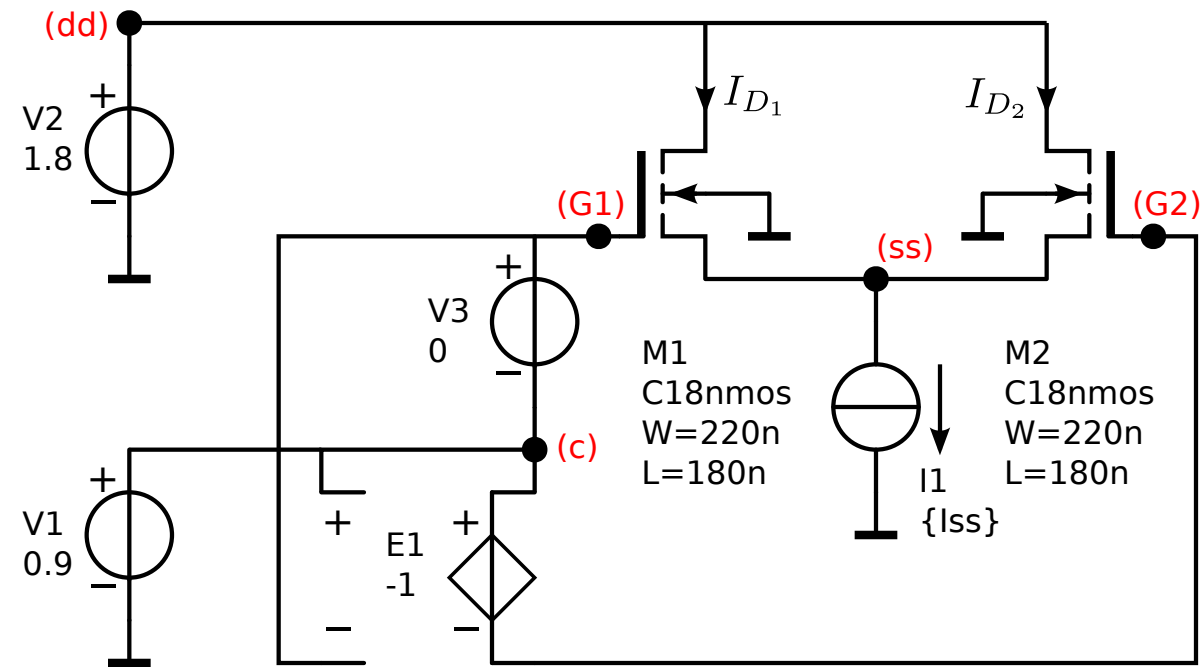 (dd)
+
V2
1.8
−
I_{D_1}
I_{D_2}
(G1)
(G2)
(ss)
+
V3
0
−
M1
C18nmos
W=220n
L=180n
M2
C18nmos
W=220n
L=180n
(c)
+
V1
0.9
−
+
−
E1
-1
+
−
I1
{Iss}